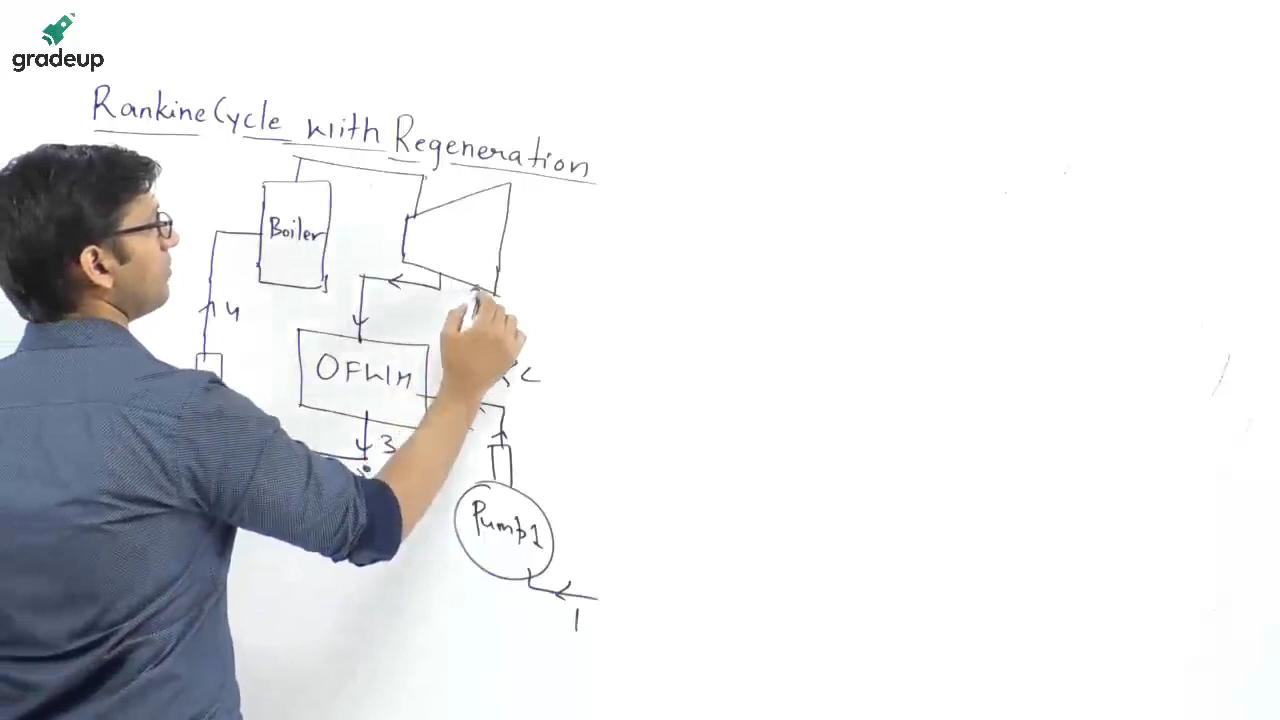 gradeup
Rankine Cycle with Regeneration
Boiler
4
OFWH
3
Pump1
1